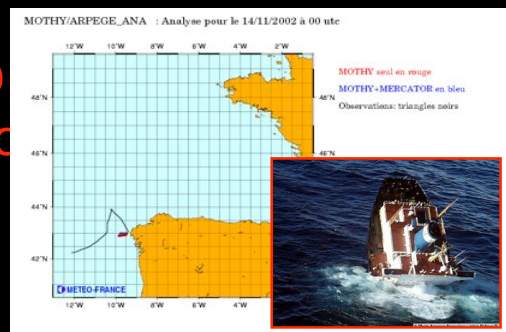 MOTHY/ARPEGE_ANA : Analyse pour le 14/11/2002 à 00 utc
12°W 10°W 8°W 6°W 4°W 2°W
MOTHY seul en rouge
MOTHY+MERCATOR en bleu
Observations: triangles noirs
48°N 48°N
46°N 46°N
44°N
42°N
METEO-FRANCE
12°W 10°W 8°W 6°W 4°W